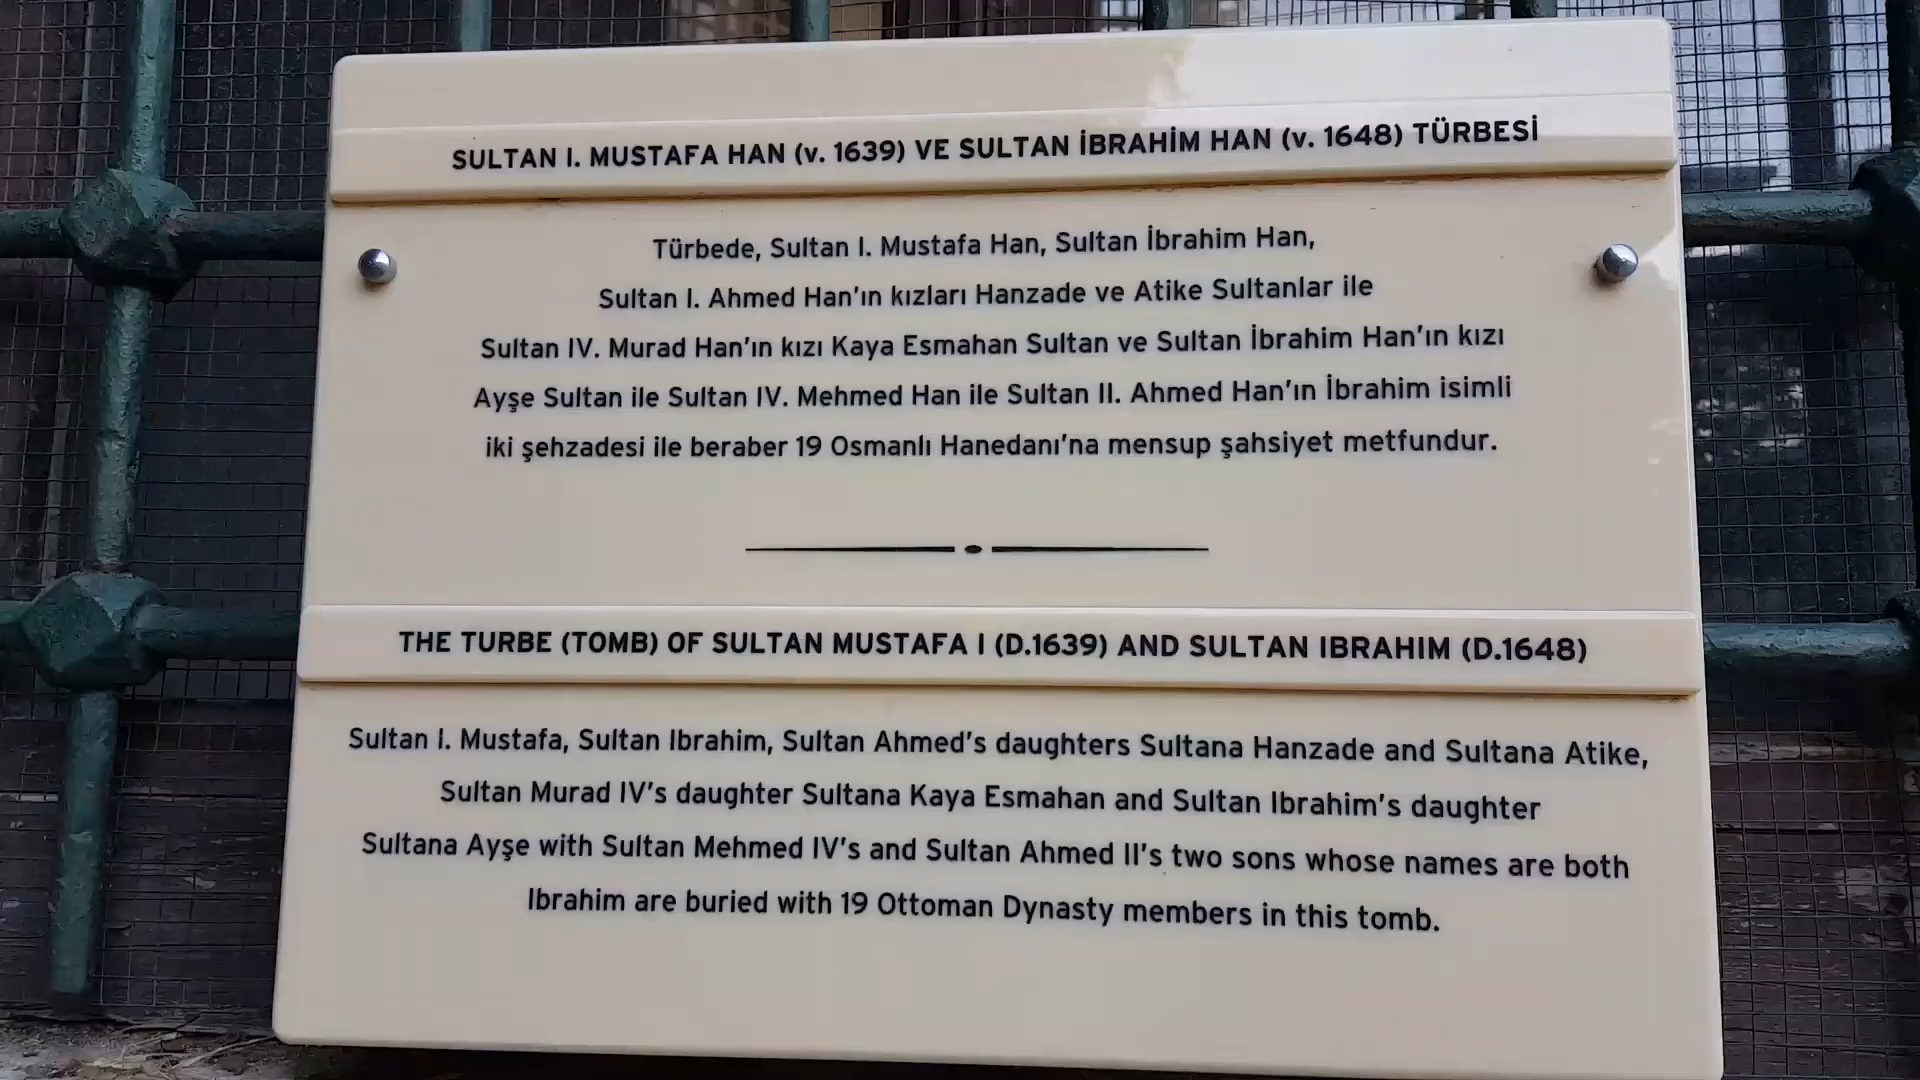 SULTAN I. MUSTAFA HAN (v. 1639) VE SULTAN İBRAHİM HAN (v. 1648) TÜRBESİ
Türbede, Sultan I. Mustafa Han, Sultan İbrahim Han,
Sultan I. Ahmed Han'ın kızları Hanzade ve Atike Sultanlar ile
Sultan IV. Murad Han'ın kızı Kaya Esmahan Sultan ve Sultan İbrahim Han'ın kızı
Ayşe Sultan ile Sultan IV. Mehmed Han ile Sultan II. Ahmed Han'ın İbrahim isimli
iki şehzadesi ile beraber 19 Osmanlı Hanedanı'na mensup şahsiyet metfundur.
THE TURBE (TOMB) OF SULTAN MUSTAFA I (D.1639) AND SULTAN IBRAHIM (D.1648)
Sultan I. Mustafa, Sultan Ibrahim, Sultan Ahmed's daughters Sultana Hanzade and Sultana Atike,
Sultan Murad IV's daughter Sultana Kaya Esmahan and Sultan Ibrahim's daughter
Sultana Ayşe with Sultan Mehmed IV's and Sultan Ahmed II's two sons whose names are both
Ibrahim are buried with 19 Ottoman Dynasty members in this tomb.